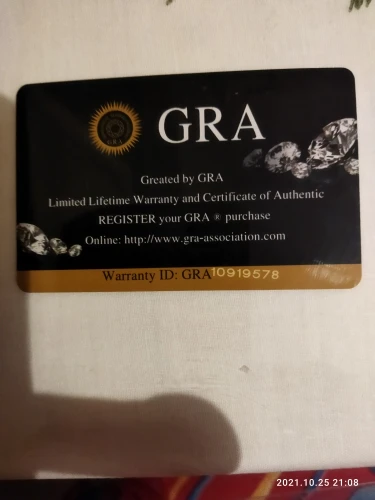 GRA
Greated by GRA
Limited Lifetime Warranty and Certificate of Authentic
REGISTER your GRA ® purchase
Online: http://www.gra-association.com
Warranty ID: GRA10919578
2021.10.25 21:08